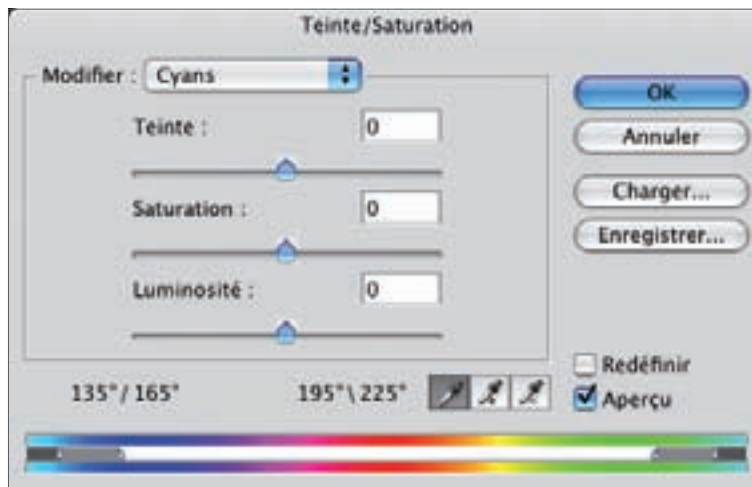 Teinte/Saturation
Modifier : Cyans
OK
Teinte : 0
Annuler
Charger...
Saturation : 0
Enregistrer...
Luminosité : 0
Redéfinir
135°/ 165° 195°\ 225°
Aperçu